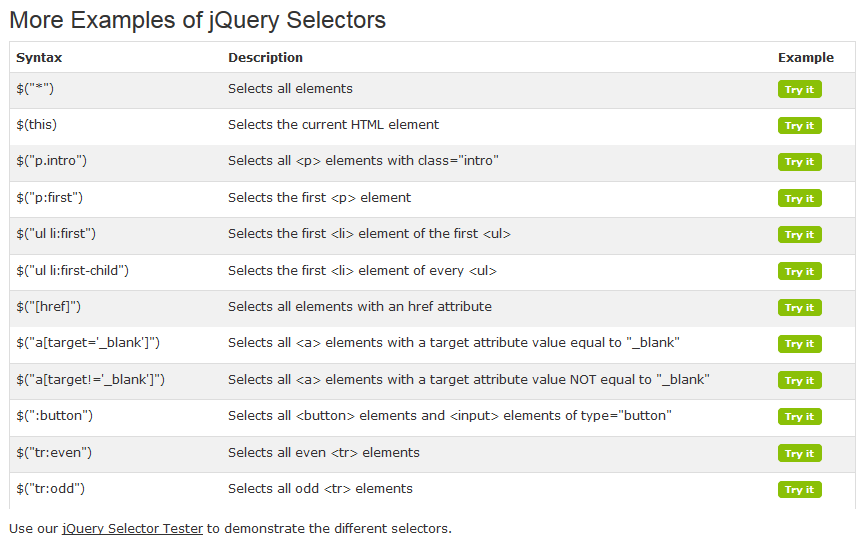 More Examples of jQuery Selectors
Syntax Description Example
$("*") Selects all elements Try it
$(this) Selects the current HTML element Try it
$("p.intro") Selects all <p> elements with class="intro" Try it
$("p:first") Selects the first <p> element Try it
$("ul li:first") Selects the first <li> element of the first <ul> Try it
$("ul li:first-child") Selects the first <li> element of every <ul> Try it
$("[href]") Selects all elements with an href attribute Try it
$("a[target='_blank']") Selects all <a> elements with a target attribute value equal to "_blank" Try it
$("a[target!='_blank']") Selects all <a> elements with a target attribute value NOT equal to "_blank" Try it
$(":button") Selects all <button> elements and <input> elements of type="button" Try it
$("tr:even") Selects all even <tr> elements Try it
$("tr:odd") Selects all odd <tr> elements Try it
Use our jQuery Selector Tester to demonstrate the different selectors.